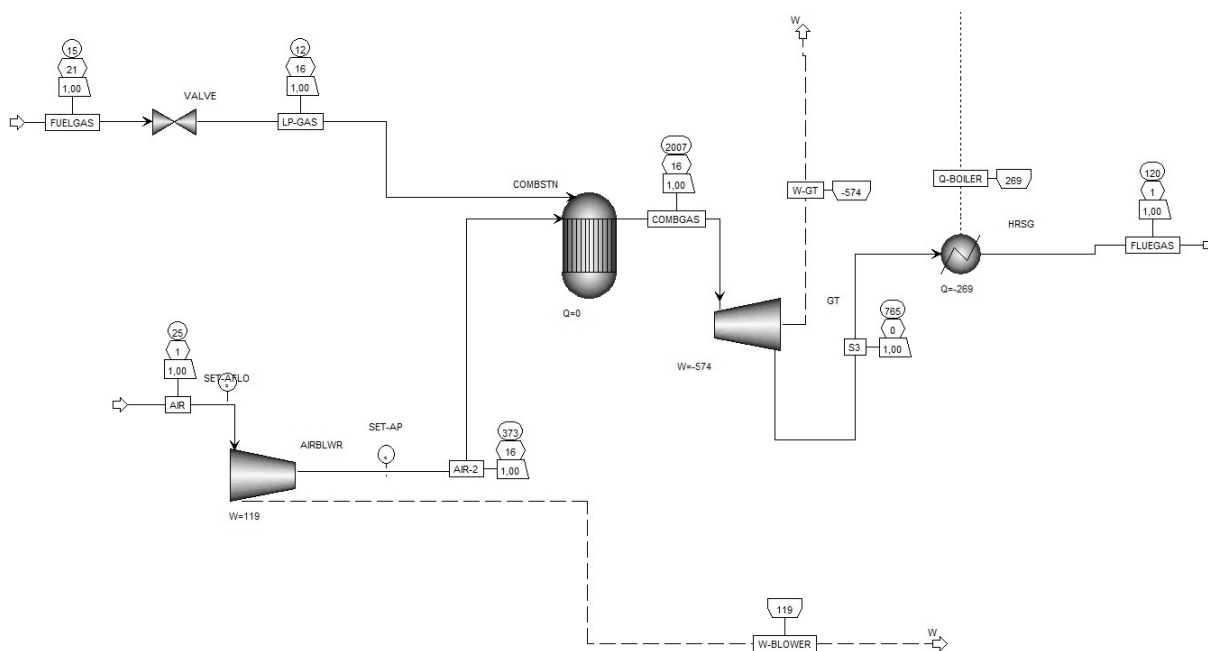 15
21
1,00
FUELGAS
VALVE
12
16
1,00
LP-GAS
COMBSTN
Q=0
2007
16
1,00
COMBGAS
W
W-GT
-574
Q-BOILER
269
HRSG
Q=-269
120
1
1,00
FLUEGAS
GT
W=-574
765
0
1,00
S3
25
1
1,00
SET-AFLO
S
AIR
AIRBLWR
W=119
SET-AP
373
16
1,00
AIR-2
119
W-BLOWER
W